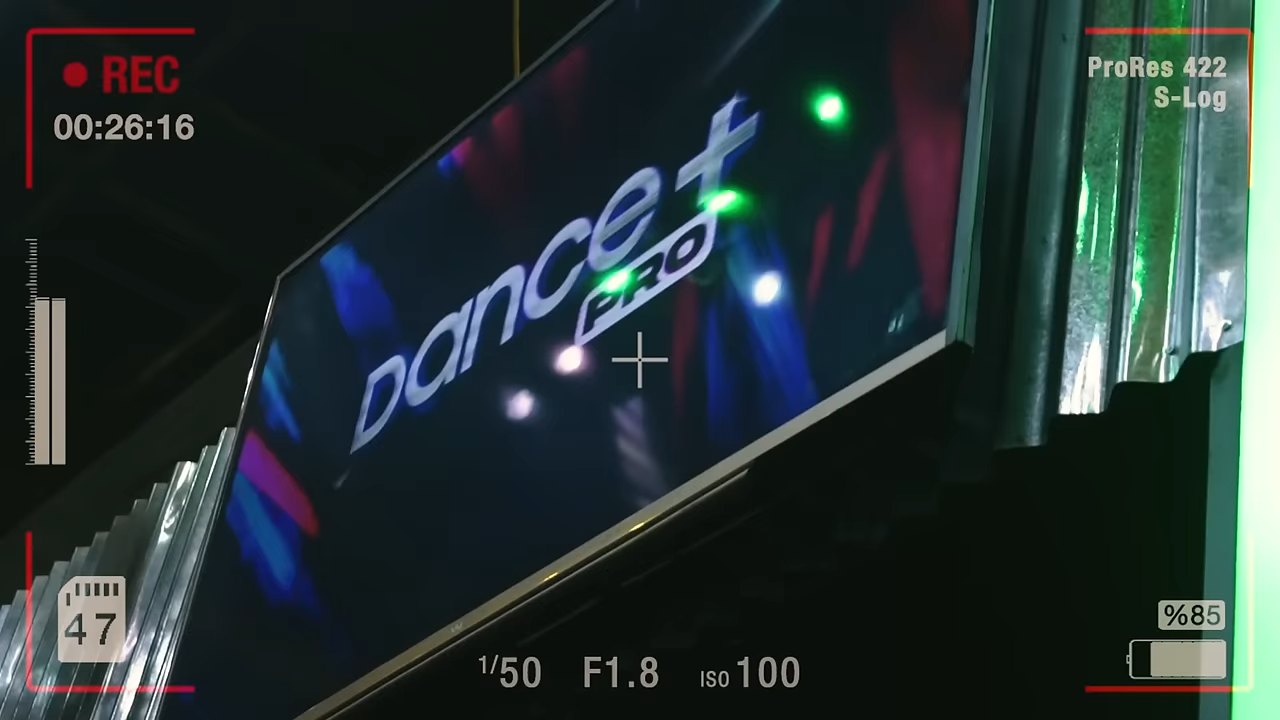 REC
00:26:16
ProRes 422
S-Log
Dance+
PRO
47
1/50 F1.8 ISO 100
%85